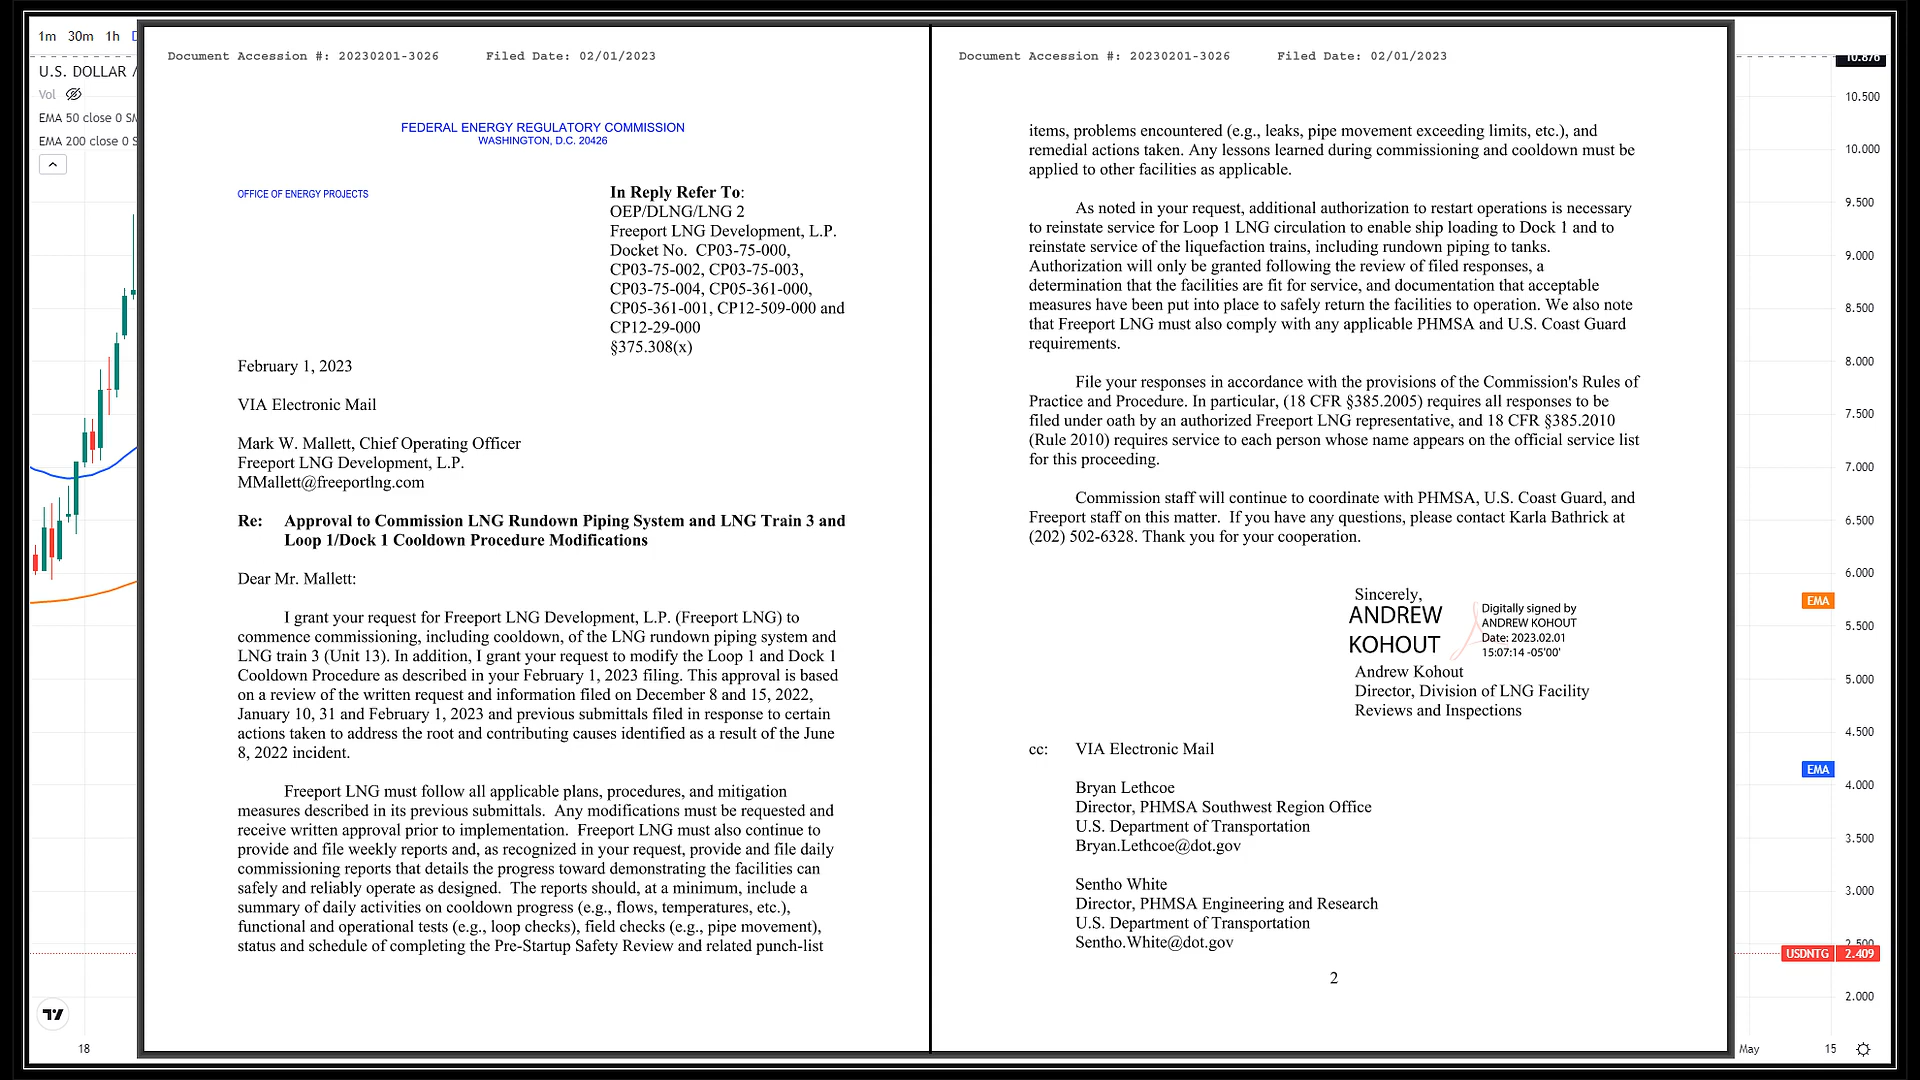 1m 30m 1h
U.S. DOLLAR /
Vol
EMA 50 close 0 SM
EMA 200 close 0 S
18
Document Accession #: 20230201-3026 Filed Date: 02/01/2023
FEDERAL ENERGY REGULATORY COMMISSION
WASHINGTON, D.C. 20426
OFFICE OF ENERGY PROJECTS
In Reply Refer To:
OEP/DLNG/LNG 2
Freeport LNG Development, L.P.
Docket No. CP03-75-000,
CP03-75-002, CP03-75-003,
CP03-75-004, CP05-361-000,
CP05-361-001, CP12-509-000 and
CP12-29-000
§375.308(x)
February 1, 2023
VIA Electronic Mail
Mark W. Mallett, Chief Operating Officer
Freeport LNG Development, L.P.
MMallett@freeportlng.com
Re: Approval to Commission LNG Rundown Piping System and LNG Train 3 and
Loop 1/Dock 1 Cooldown Procedure Modifications
Dear Mr. Mallett:
I grant your request for Freeport LNG Development, L.P. (Freeport LNG) to
commence commissioning, including cooldown, of the LNG rundown piping system and
LNG train 3 (Unit 13). In addition, I grant your request to modify the Loop 1 and Dock 1
Cooldown Procedure as described in your February 1, 2023 filing. This approval is based
on a review of the written request and information filed on December 8 and 15, 2022,
January 10, 31 and February 1, 2023 and previous submittals filed in response to certain
actions taken to address the root and contributing causes identified as a result of the June
8, 2022 incident.
Freeport LNG must follow all applicable plans, procedures, and mitigation
measures described in its previous submittals. Any modifications must be requested and
receive written approval prior to implementation. Freeport LNG must also continue to
provide and file weekly reports and, as recognized in your request, provide and file daily
commissioning reports that details the progress toward demonstrating the facilities can
safely and reliably operate as designed. The reports should, at a minimum, include a
summary of daily activities on cooldown progress (e.g., flows, temperatures, etc.),
functional and operational tests (e.g., loop checks), field checks (e.g., pipe movement),
status and schedule of completing the Pre-Startup Safety Review and related punch-list
Document Accession #: 20230201-3026 Filed Date: 02/01/2023
items, problems encountered (e.g., leaks, pipe movement exceeding limits, etc.), and
remedial actions taken. Any lessons learned during commissioning and cooldown must be
applied to other facilities as applicable.
As noted in your request, additional authorization to restart operations is necessary
to reinstate service for Loop 1 LNG circulation to enable ship loading to Dock 1 and to
reinstate service of the liquefaction trains, including rundown piping to tanks.
Authorization will only be granted following the review of filed responses, a
determination that the facilities are fit for service, and documentation that acceptable
measures have been put into place to safely return the facilities to operation. We also note
that Freeport LNG must also comply with any applicable PHMSA and U.S. Coast Guard
requirements.
File your responses in accordance with the provisions of the Commission's Rules of
Practice and Procedure. In particular, (18 CFR §385.2005) requires all responses to be
filed under oath by an authorized Freeport LNG representative, and 18 CFR §385.2010
(Rule 2010) requires service to each person whose name appears on the official service list
for this proceeding.
Commission staff will continue to coordinate with PHMSA, U.S. Coast Guard, and
Freeport staff on this matter. If you have any questions, please contact Karla Bathrick at
(202) 502-6328. Thank you for your cooperation.
Sincerely,
ANDREW
KOHOUT
Digitally signed by
ANDREW KOHOUT
Date: 2023.02.01
15:07:14 -05'00'
Andrew Kohout
Director, Division of LNG Facility
Reviews and Inspections
cc: VIA Electronic Mail
Bryan Lethcoe
Director, PHMSA Southwest Region Office
U.S. Department of Transportation
Bryan.Lethcoe@dot.gov
Sentho White
Director, PHMSA Engineering and Research
U.S. Department of Transportation
Sentho.White@dot.gov
2
10.876
10.500
10.000
9.500
9.000
8.500
8.000
7.500
7.000
6.500
6.000
EMA
5.500
5.000
4.500
EMA
4.000
3.500
3.000
2.500
USDNTG 2.409
2.000
May 15